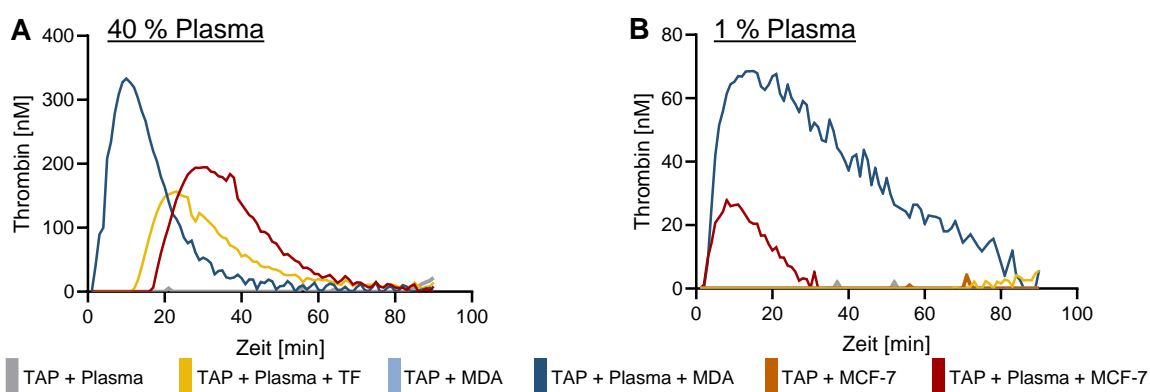 A 40 % Plasma
400
300
200
100
0
Thrombin [nM]
0 20 40 60 80 100
Zeit [min]
B 1 % Plasma
80
60
40
20
0
Thrombin [nM]
0 20 40 60 80 100
Zeit [min]
TAP + Plasma TAP + Plasma + TF TAP + MDA TAP + Plasma + MDA TAP + MCF-7 TAP + Plasma + MCF-7